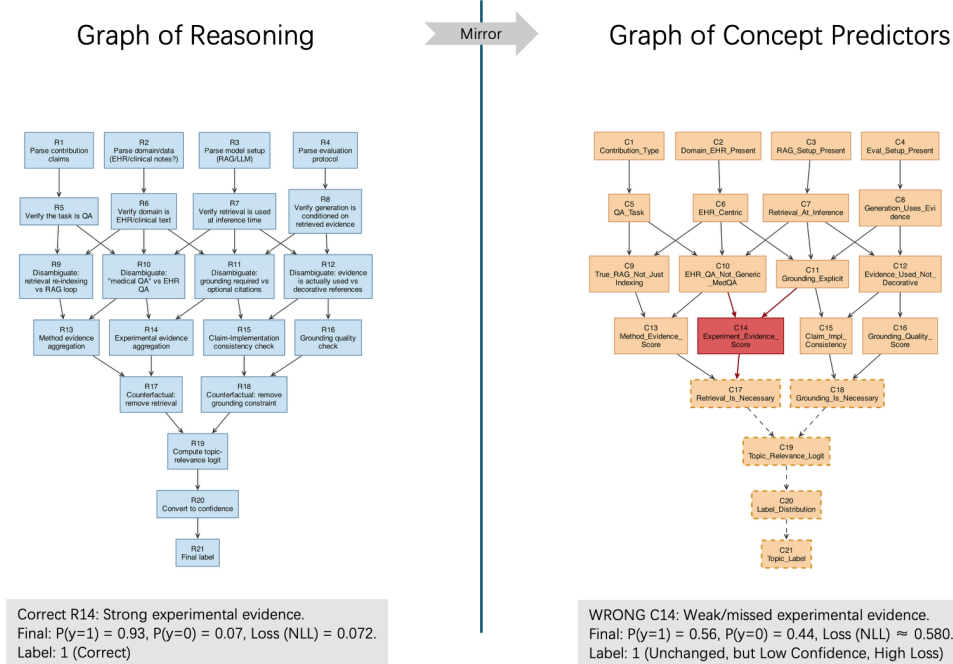 Graph of Reasoning
Mirror
Graph of Concept Predictors
R1
Parse contribution
claims
R2
Parse domain/data
(EHR/clinical notes?)
R3
Parse model setup
(RAG/LLM)
R4
Parse evaluation
protocol
R5
Verify the task is QA
R6
Verify domain is
EHR/clinical text
R7
Verify retrieval is used
at inference time
R8
Verify generation is
conditioned on
retrieved evidence
R9
Disambiguate:
retrieval re-indexing
vs RAG loop
R10
Disambiguate:
"medical QA" vs EHR
QA
R11
Disambiguate:
grounding required vs
optional citations
R12
Disambiguate: evidence
is actually used vs
decorative references
R13
Method evidence
aggregation
R14
Experimental evidence
aggregation
R15
Claim-Implementation
consistency check
R16
Grounding quality
check
R17
Counterfactual:
remove retrieval
R18
Counterfactual: remove
grounding constraint
R19
Compute topic-
relevance logit
R20
Convert to confidence
R21
Final label
C1
Contribution_Type
C2
Domain_EHR_Present
C3
RAG_Setup_Present
C4
Eval_Setup_Present
C5
QA_Task
C6
EHR_Centric
C7
Retrieval_At_Inference
C8
Generation_Uses_Evi
dence
C9
True_RAG_Not_Just
Indexing
C10
EHR_QA_Not_Generic
_MedQA
C11
Grounding_Explicit
C12
Evidence_Used_Not_
Decorative
C13
Method_Evidence_
Score
C14
Experiment_Evidence_
Score
C15
Claim_Impl_
Consistency
C16
Grounding_Quality_
Score
C17
Retrieval_Is_Necessary
C18
Grounding_Is_Necessary
C19
Topic_Relevance_Logit
C20
Label_Distribution
C21
Topic_Label
Correct R14: Strong experimental evidence.
Final: P(y=1) = 0.93, P(y=0) = 0.07, Loss (NLL) = 0.072.
Label: 1 (Correct)
WRONG C14: Weak/missed experimental evidence.
Final: P(y=1) = 0.56, P(y=0) = 0.44, Loss (NLL) ≈ 0.580.
Label: 1 (Unchanged, but Low Confidence, High Loss)